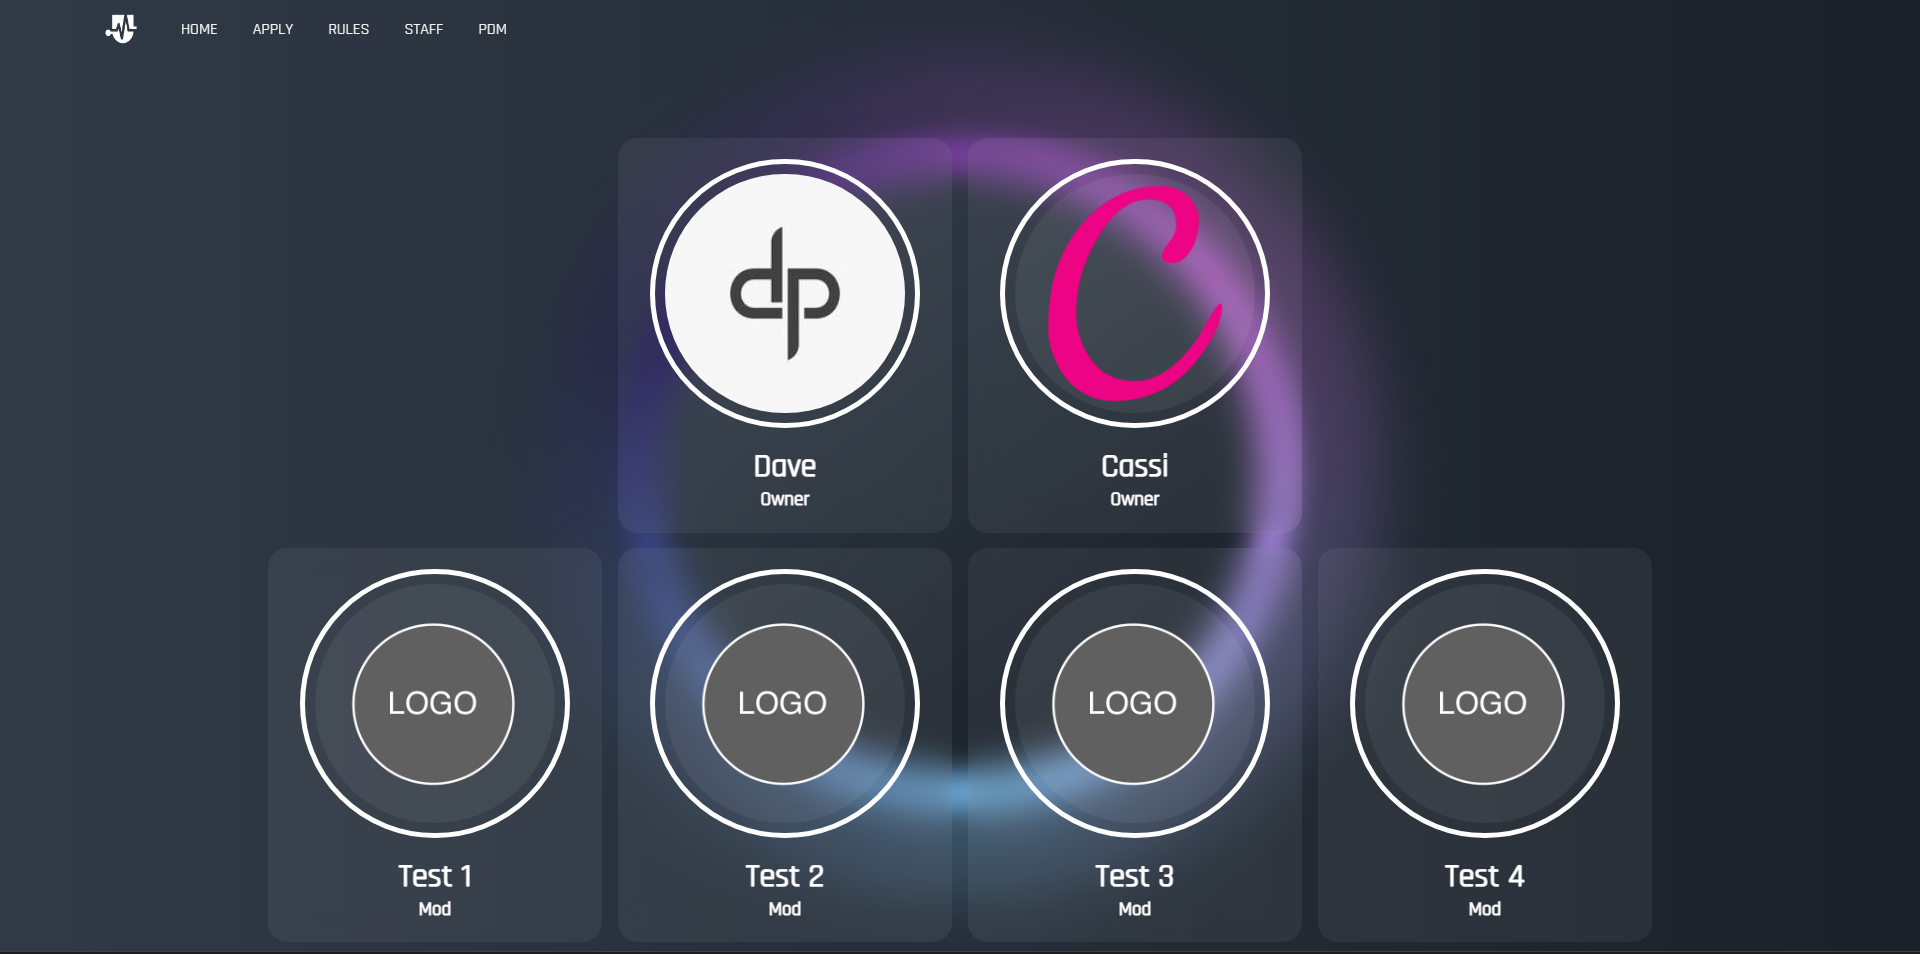 HOME APPLY RULES STAFF PDM
dp C
Dave Cassi
Owner Owner
LOGO LOGO LOGO LOGO
Test 1 Test 2 Test 3 Test 4
Mod Mod Mod Mod